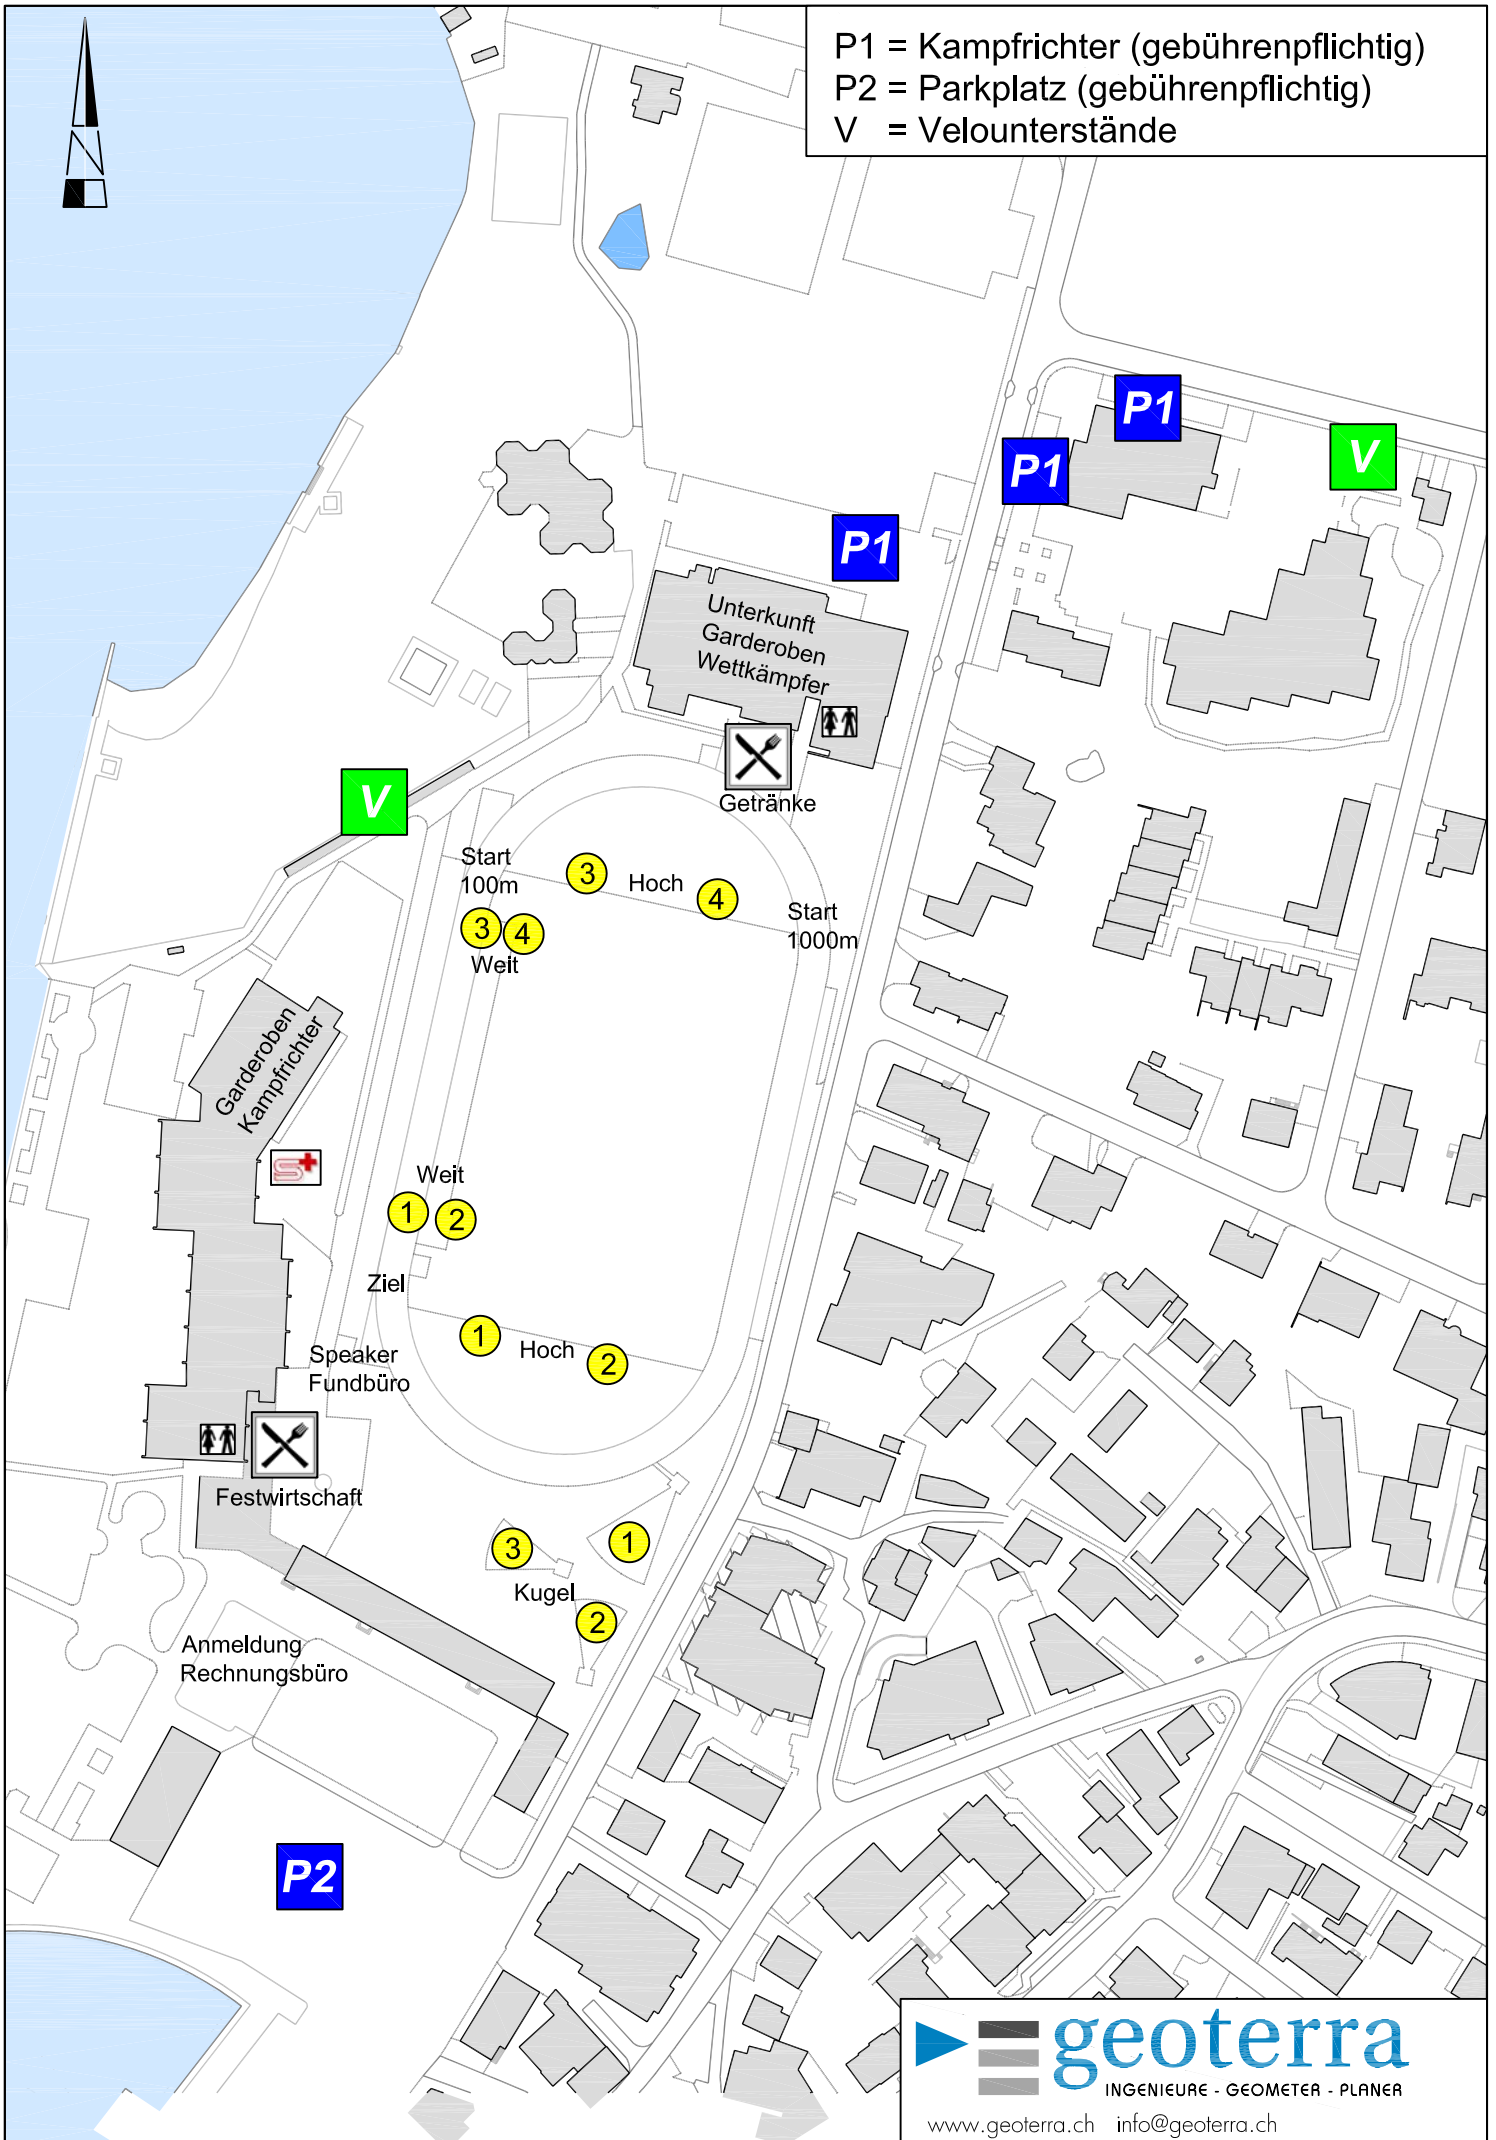 P1 = Kampfrichter (gebührenpflichtig)
P2 = Parkplatz (gebührenpflichtig)
V = Velounterstände
N
P1
P1
V
P1
Unterkunft
Garderoben
Wettkämpfer
Getränke
V
Start
100m
3
Hoch
4
Start
1000m
3
4
Weit
Garderoben
Kampfrichter
S+
Weit
1
2
Ziel
1
Hoch
2
Speaker
Fundbüro
Festwirtschaft
3
1
Kugel
2
Anmeldung
Rechnungsbüro
P2
geoterra
INGENIEURE - GEOMETER - PLANER
www.geoterra.ch info@geoterra.ch